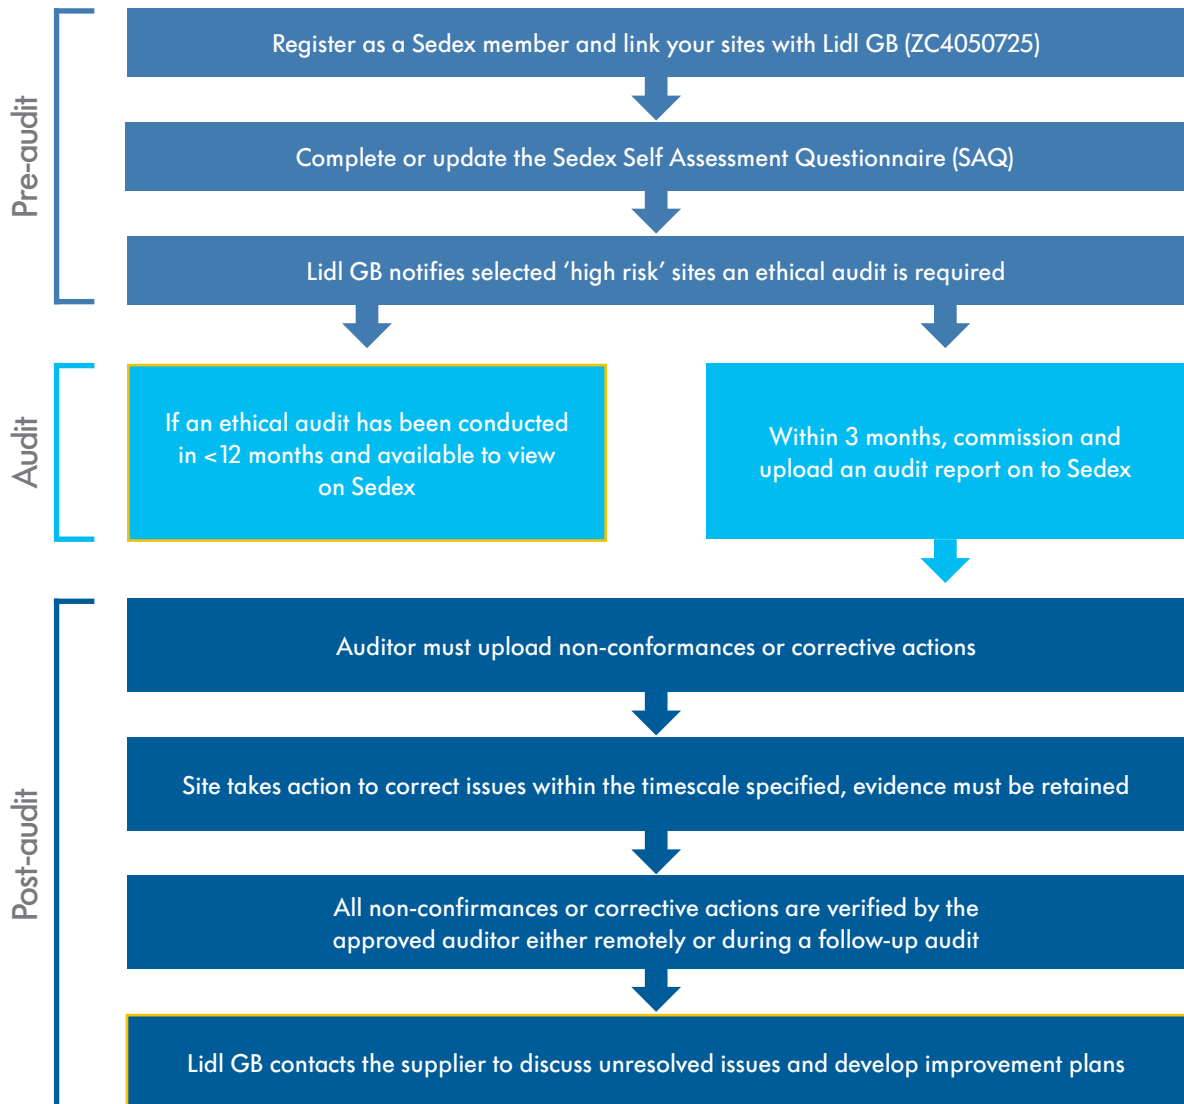 Pre-audit
Register as a Sedex member and link your sites with Lidl GB (ZC4050725)
Complete or update the Sedex Self Assessment Questionnaire (SAQ)
Lidl GB notifies selected ‘high risk’ sites an ethical audit is required
Audit
If an ethical audit has been conducted
in <12 months and available to view
on Sedex
Within 3 months, commission and
upload an audit report on to Sedex
Post-audit
Auditor must upload non-conformances or corrective actions
Site takes action to correct issues within the timescale specified, evidence must be retained
All non-confirmances or corrective actions are verified by the
approved auditor either remotely or during a follow-up audit
Lidl GB contacts the supplier to discuss unresolved issues and develop improvement plans